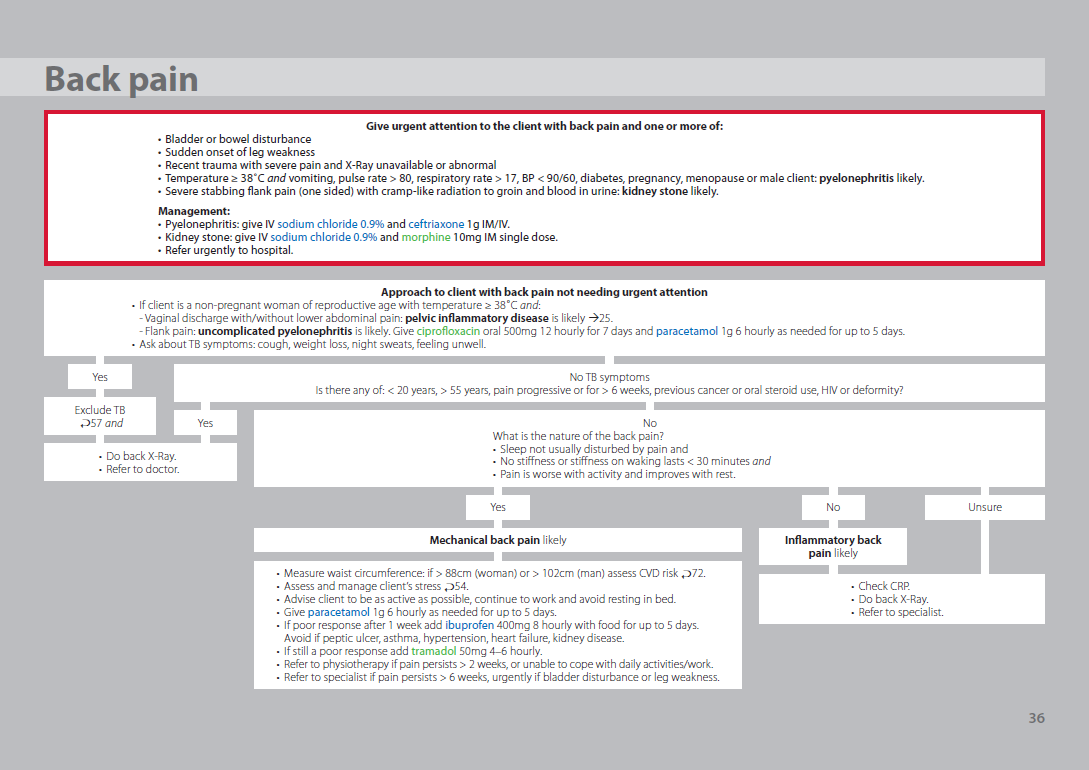 Back pain
Give urgent attention to the client with back pain and one or more of:
• Bladder or bowel disturbance
• Sudden onset of leg weakness
• Recent trauma with severe pain and X-Ray unavailable or abnormal
• Temperature ≥ 38˚C and vomiting, pulse rate > 80, respiratory rate > 17, BP < 90/60, diabetes, pregnancy, menopause or male client: pyelonephritis likely.
• Severe stabbing flank pain (one sided) with cramp-like radiation to groin and blood in urine: kidney stone likely.
Management:
• Pyelonephritis: give IV sodium chloride 0.9% and ceftriaxone 1g IM/IV.
• Kidney stone: give IV sodium chloride 0.9% and morphine 10mg IM single dose.
• Refer urgently to hospital.
Approach to client with back pain not needing urgent attention
• If client is a non-pregnant woman of reproductive age with temperature ≥ 38˚C and:
- Vaginal discharge with/without lower abdominal pain: pelvic inflammatory disease is likely →25.
- Flank pain: uncomplicated pyelonephritis is likely. Give ciprofloxacin oral 500mg 12 hourly for 7 days and paracetamol 1g 6 hourly as needed for up to 5 days.
• Ask about TB symptoms: cough, weight loss, night sweats, feeling unwell.
Yes
No TB symptoms
Is there any of: < 20 years, > 55 years, pain progressive or for > 6 weeks, previous cancer or oral steroid use, HIV or deformity?
Exclude TB
⮌57 and
Yes
• Do back X-Ray.
• Refer to doctor.
No
What is the nature of the back pain?
• Sleep not usually disturbed by pain and
• No stiffness or stiffness on waking lasts < 30 minutes and
• Pain is worse with activity and improves with rest.
Yes
No
Unsure
Mechanical back pain likely
Inflammatory back
pain likely
• Measure waist circumference: if > 88cm (woman) or > 102cm (man) assess CVD risk ⮌72.
• Assess and manage client's stress ⮌54.
• Advise client to be as active as possible, continue to work and avoid resting in bed.
• Give paracetamol 1g 6 hourly as needed for up to 5 days.
• If poor response after 1 week add ibuprofen 400mg 8 hourly with food for up to 5 days.
Avoid if peptic ulcer, asthma, hypertension, heart failure, kidney disease.
• If still a poor response add tramadol 50mg 4–6 hourly.
• Refer to physiotherapy if pain persists > 2 weeks, or unable to cope with daily activities/work.
• Refer to specialist if pain persists > 6 weeks, urgently if bladder disturbance or leg weakness.
• Check CRP.
• Do back X-Ray.
• Refer to specialist.
36